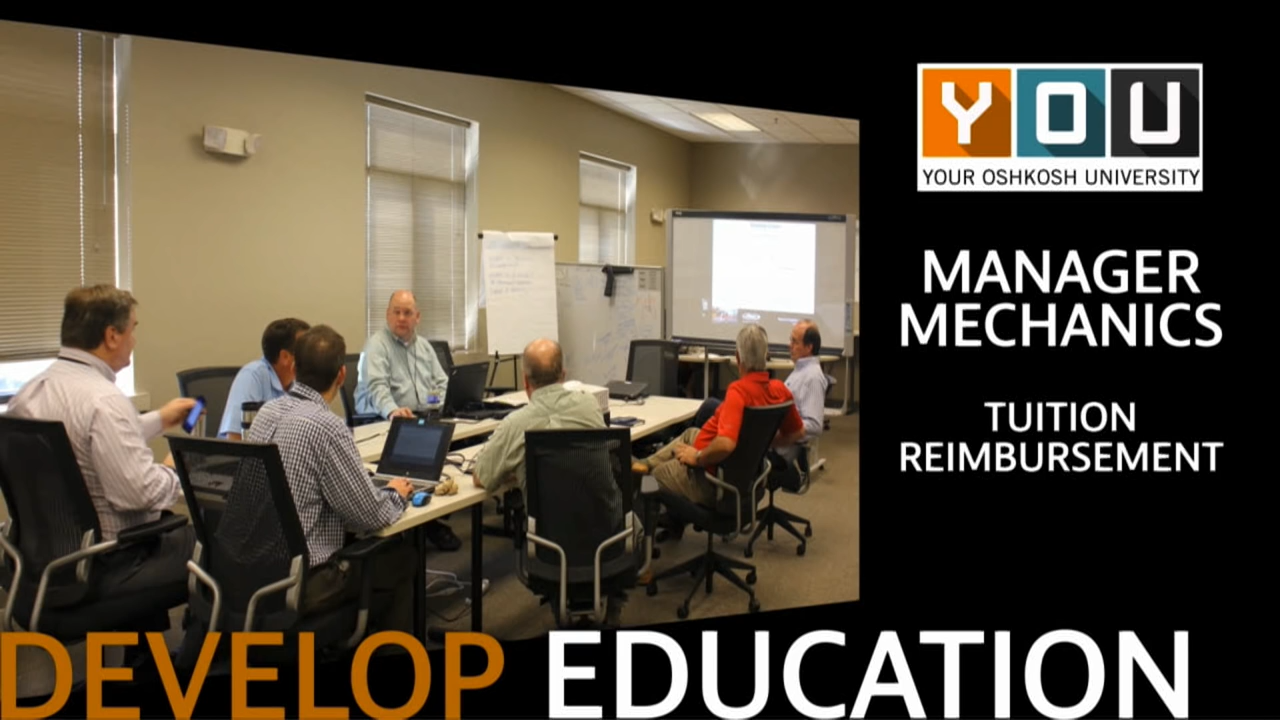 YOU
YOUR OSHKOSH UNIVERSITY
MANAGER
MECHANICS
TUITION
REIMBURSEMENT
DEVELOP EDUCATION